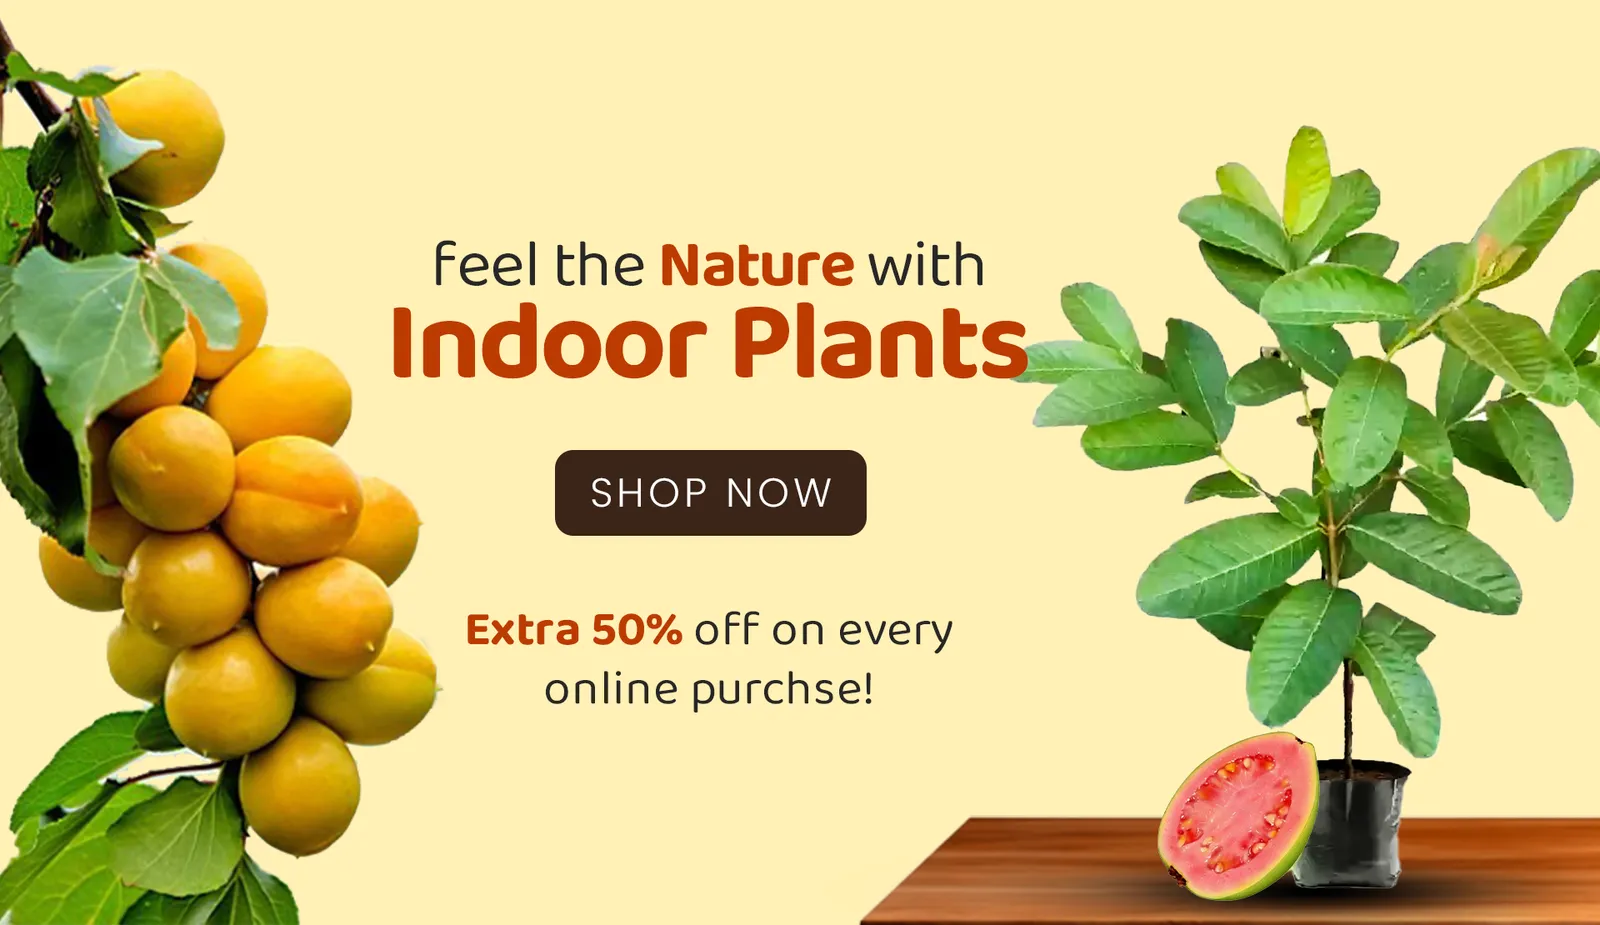 feel the Nature with
Indoor Plants
SHOP NOW
Extra 50% off on every
online purchse!